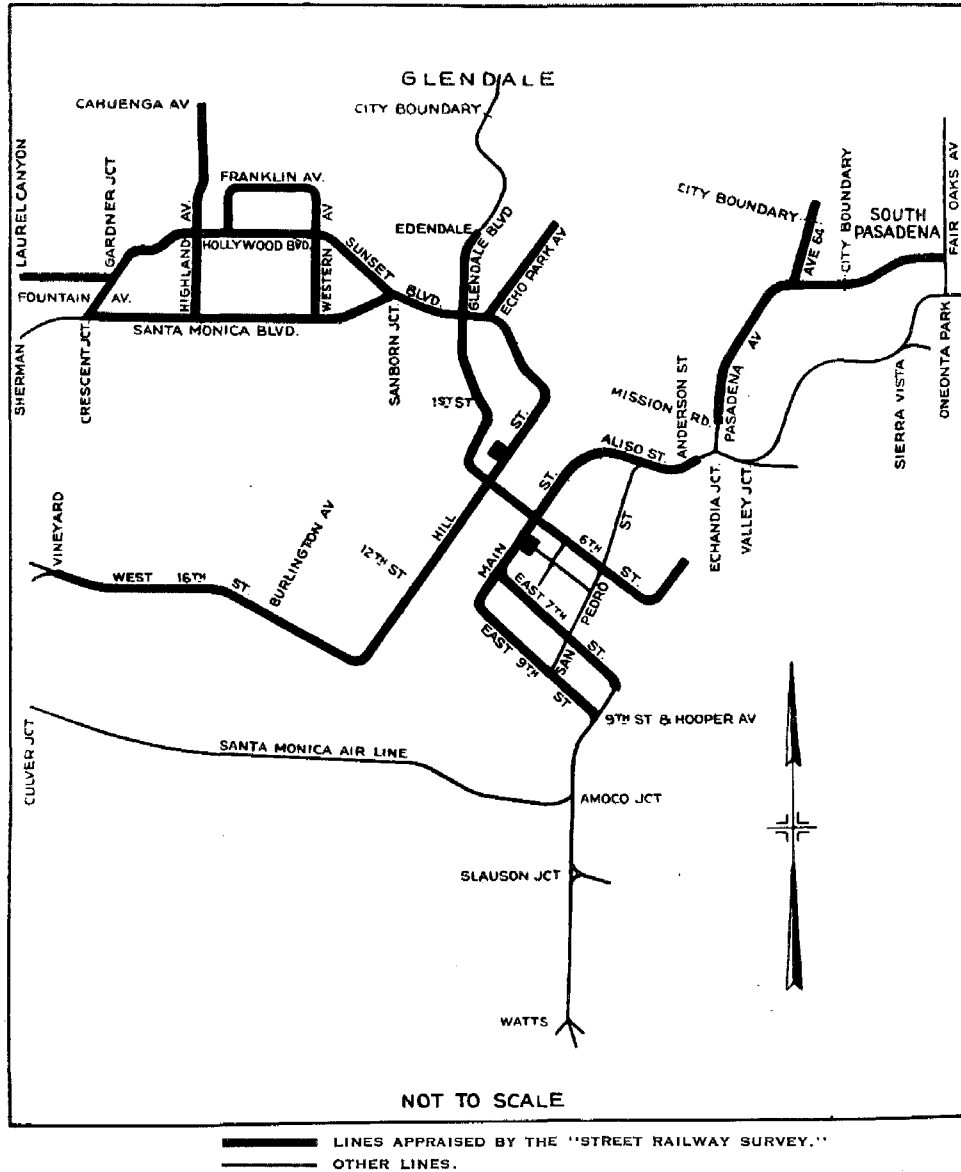 GLENDALE
CITY BOUNDARY
CAHUENGA AV
LAUREL CANYON
GARDNER JCT
FRANKLIN AV.
HIGHLAND AV.
HOLLYWOOD BVD.
WESTERN AV
SUNSET BLVD.
EDENDALE
GLENDALE BLVD
ECHO PARK AV
FOUNTAIN AV.
SANTA MONICA BLVD.
SHERMAN
CRESCENT JCT.
SANBORN JCT.
CITY BOUNDARY
AVE 64
CITY BOUNDARY
SOUTH
PASADENA
FAIR OAKS AV
ONEONTA PARK
SIERRA VISTA
PASADENA AV
MISSION RD.
ANDERSON ST
ALISO ST.
ECHANDIA JCT.
VALLEY JCT.
1ST ST
HILL ST.
MAIN ST.
6TH ST.
SAN PEDRO ST
EAST 7TH ST.
EAST 9TH ST
12TH ST
BURLINGTON AV
VINEYARD
WEST 16TH ST.
9TH ST & HOOPER AV
SANTA MONICA AIR LINE
CULVER JCT
AMOCO JCT
SLAUSON JCT
WATTS
NOT TO SCALE
LINES APPRAISED BY THE "STREET RAILWAY SURVEY."
OTHER LINES.